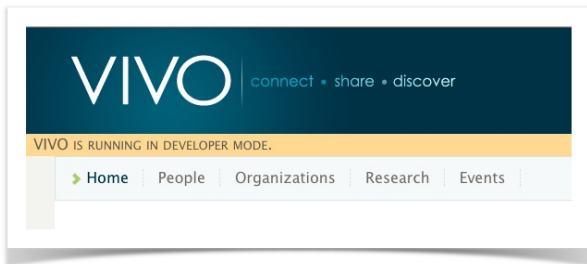 VIVO connect • share • discover
VIVO IS RUNNING IN DEVELOPER MODE.
Home People Organizations Research Events